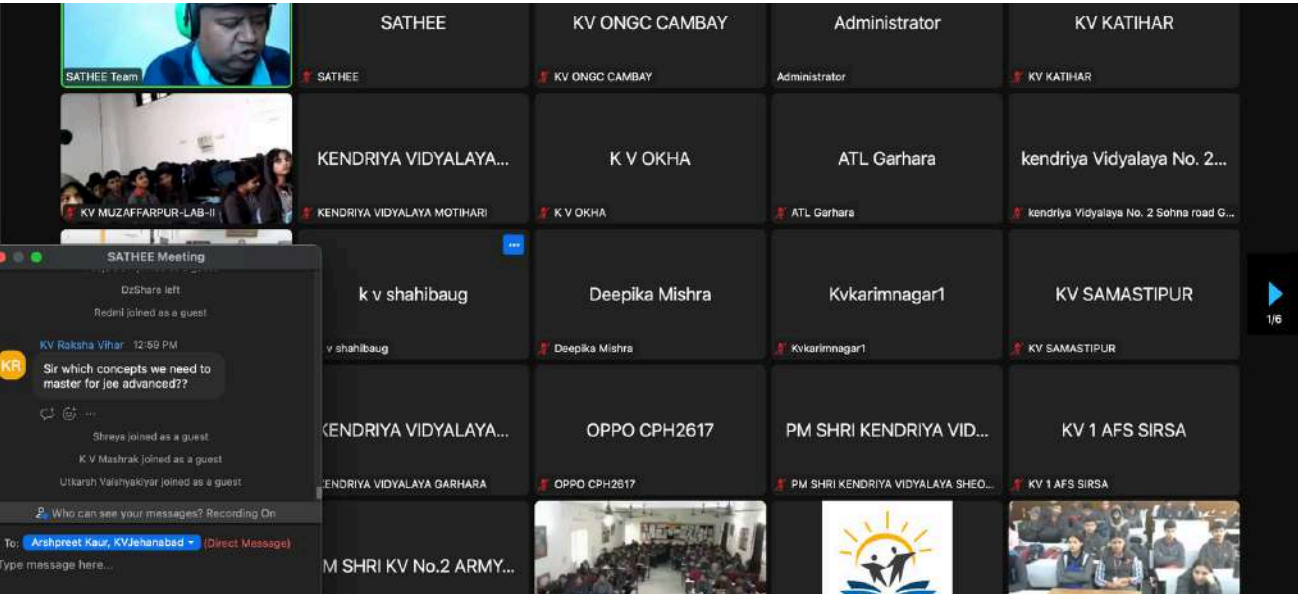 SATHEE
KV ONGC CAMBAY
Administrator
KV KATIHAR
SATHEE Team
SATHEE
KV ONGC CAMBAY
Administrator
KV KATIHAR
KENDRIYA VIDYALAYA...
K V OKHA
ATL Garhara
kendriya Vidyalaya No. 2...
KV MUZAFFARPUR-LAB-II
KENDRIYA VIDYALAYA MOTIHARI
K V OKHA
ATL Garhara
kendriya Vidyalaya No. 2 Sohna road G...
k v shahibaug
Deepika Mishra
Kvkarimnagar1
KV SAMASTIPUR
v shahibaug
Deepika Mishra
Kvkarimnagar1
KV SAMASTIPUR
1/6
SATHEE Meeting
DzShare left
Redmi joined as a guest
KV Raksha Vihar 12:59 PM
KR
Sir which concepts we need to
master for jee advanced??
Shreya joined as a guest
K V Mashrak joined as a guest
Utkarsh Vaishyakiyar joined as a guest
Who can see your messages? Recording On
To: Arshpreet Kaur, KVJehanabad (Direct Message)
Type message here...
KENDRIYA VIDYALAYA...
OPPO CPH2617
PM SHRI KENDRIYA VID...
KV 1 AFS SIRSA
KENDRIYA VIDYALAYA GARHARA
OPPO CPH2617
PM SHRI KENDRIYA VIDYALAYA SHEO...
KV 1 AFS SIRSA
M SHRI KV No.2 ARMY...